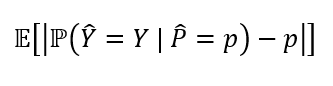 𝔼[|ℙ(Ŷ = Y | P̂ = p) − p|]